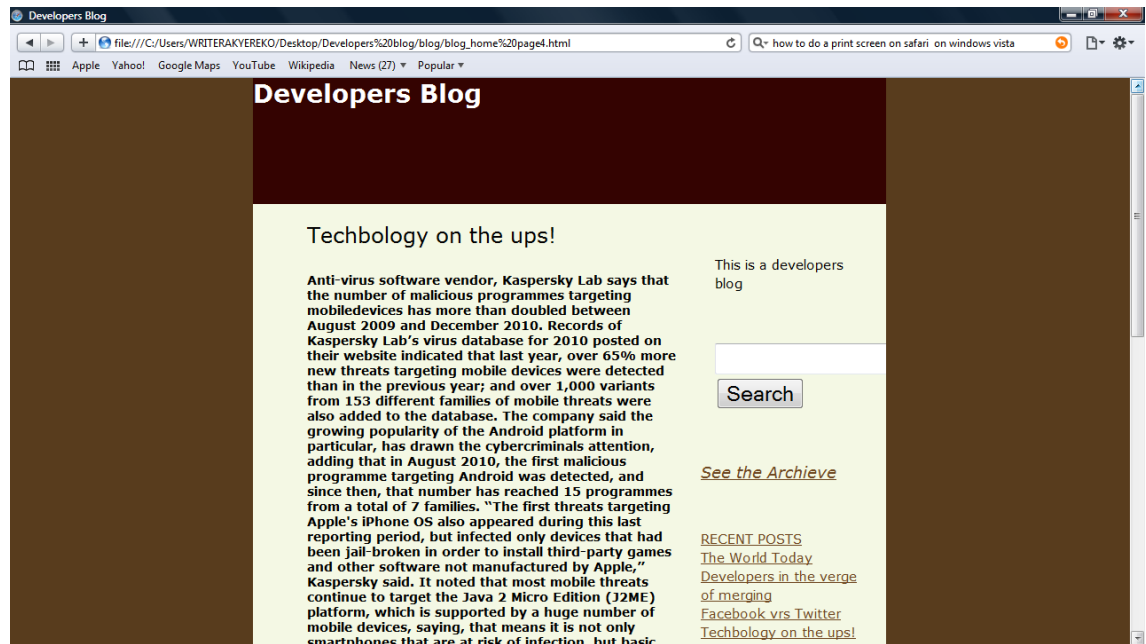 Developers Blog
file:///C:/Users/WRITERAKYEREKO/Desktop/Developers%20blog/blog/blog_home%20page4.html
how to do a print screen on safari on windows vista
Apple Yahoo! Google Maps YouTube Wikipedia News (27) Popular
Developers Blog
Techbology on the ups!
Anti-virus software vendor, Kaspersky Lab says that
the number of malicious programmes targeting
mobiledevices has more than doubled between
August 2009 and December 2010. Records of
Kaspersky Lab’s virus database for 2010 posted on
their website indicated that last year, over 65% more
new threats targeting mobile devices were detected
than in the previous year; and over 1,000 variants
from 153 different families of mobile threats were
also added to the database. The company said the
growing popularity of the Android platform in
particular, has drawn the cybercriminals attention,
adding that in August 2010, the first malicious
programme targeting Android was detected, and
since then, that number has reached 15 programmes
from a total of 7 families. “The first threats targeting
Apple's iPhone OS also appeared during this last
reporting period, but infected only devices that had
been jail-broken in order to install third-party games
and other software not manufactured by Apple,”
Kaspersky said. It noted that most mobile threats
continue to target the Java 2 Micro Edition (J2ME)
platform, which is supported by a huge number of
mobile devices, saying, that means it is not only
smartphones that are at risk of infection, but basic
This is a developers
blog
Search
See the Archieve
RECENT POSTS
The World Today
Developers in the verge
of merging
Facebook vrs Twitter
Techbology on the ups!